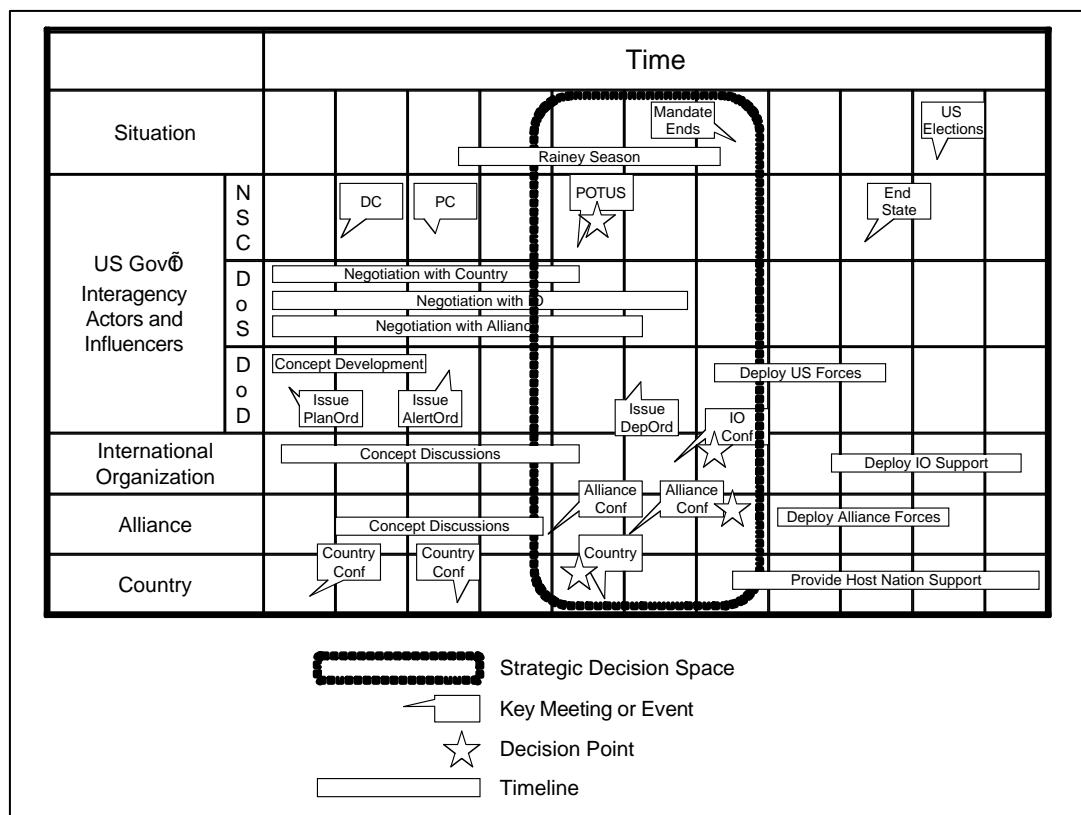 Time
Situation
Mandate
Ends
US
Elections
Rainey Season
US Gov
Interagency
Actors and
Influencers
N
S
C
DC
PC
POTUS
End
State
D
o
S
Negotiation with Country
Negotiation with
Negotiation with Allianc
D
o
D
Concept Development
Deploy US Forces
Issue
PlanOrd
Issue
AlertOrd
Issue
DepOrd
IO
Conf
International
Organization
Concept Discussions
Deploy IO Support
Alliance
Concept Discussions
Alliance
Conf
Alliance
Conf
Deploy Alliance Forces
Country
Country
Conf
Country
Conf
Country
Provide Host Nation Support
Strategic Decision Space
Key Meeting or Event
Decision Point
Timeline